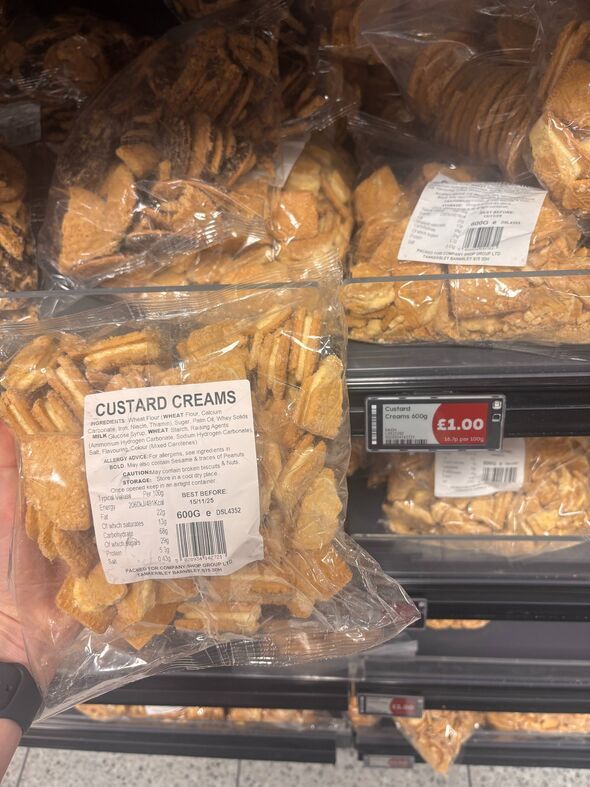 CUSTARD CREAMS
INGREDIENTS: Wheat Flour (WHEAT Flour, Calcium
Carbonate, Iron, Niacin, Thiamin), Sugar, Palm Oil, Whey Solids
MILK Glucose Syrup, WHEAT Starch, Raising Agents
(Ammonium Hydrogen Carbonate, Sodium Hydrogen Carbonate)
Salt, Flavouring, Colour (Mixed Carotenes)
ALLERGY ADVICE: For allergens, see ingredients in
BOLD. May also contain Sesame & traces of Peanuts
& Nuts.
CAUTION: May contain broken biscuits
STORAGE: Store in a cool dry place.
Once opened keep in an airtight container
Typical Values Per 100g
Energy
Fat 22g
Of which saturates 13g
Carbohydrate 68g
Of which sugars 29g
Protein
Salt
BEST BEFORE:
15/11/25
600G e DSL4352
PACKED FOR COMPANY SHOP GROUP LTD
TANKERSLEY BARNSLEY S75 3DH
BEST BEFORE:
600G e
PACKED FOR COMPANY SHOP GROUP LTD
TANKERSLEY BARNSLEY S75 3DH
Custard
Creams 600g
£1.00
16.7p per 100g